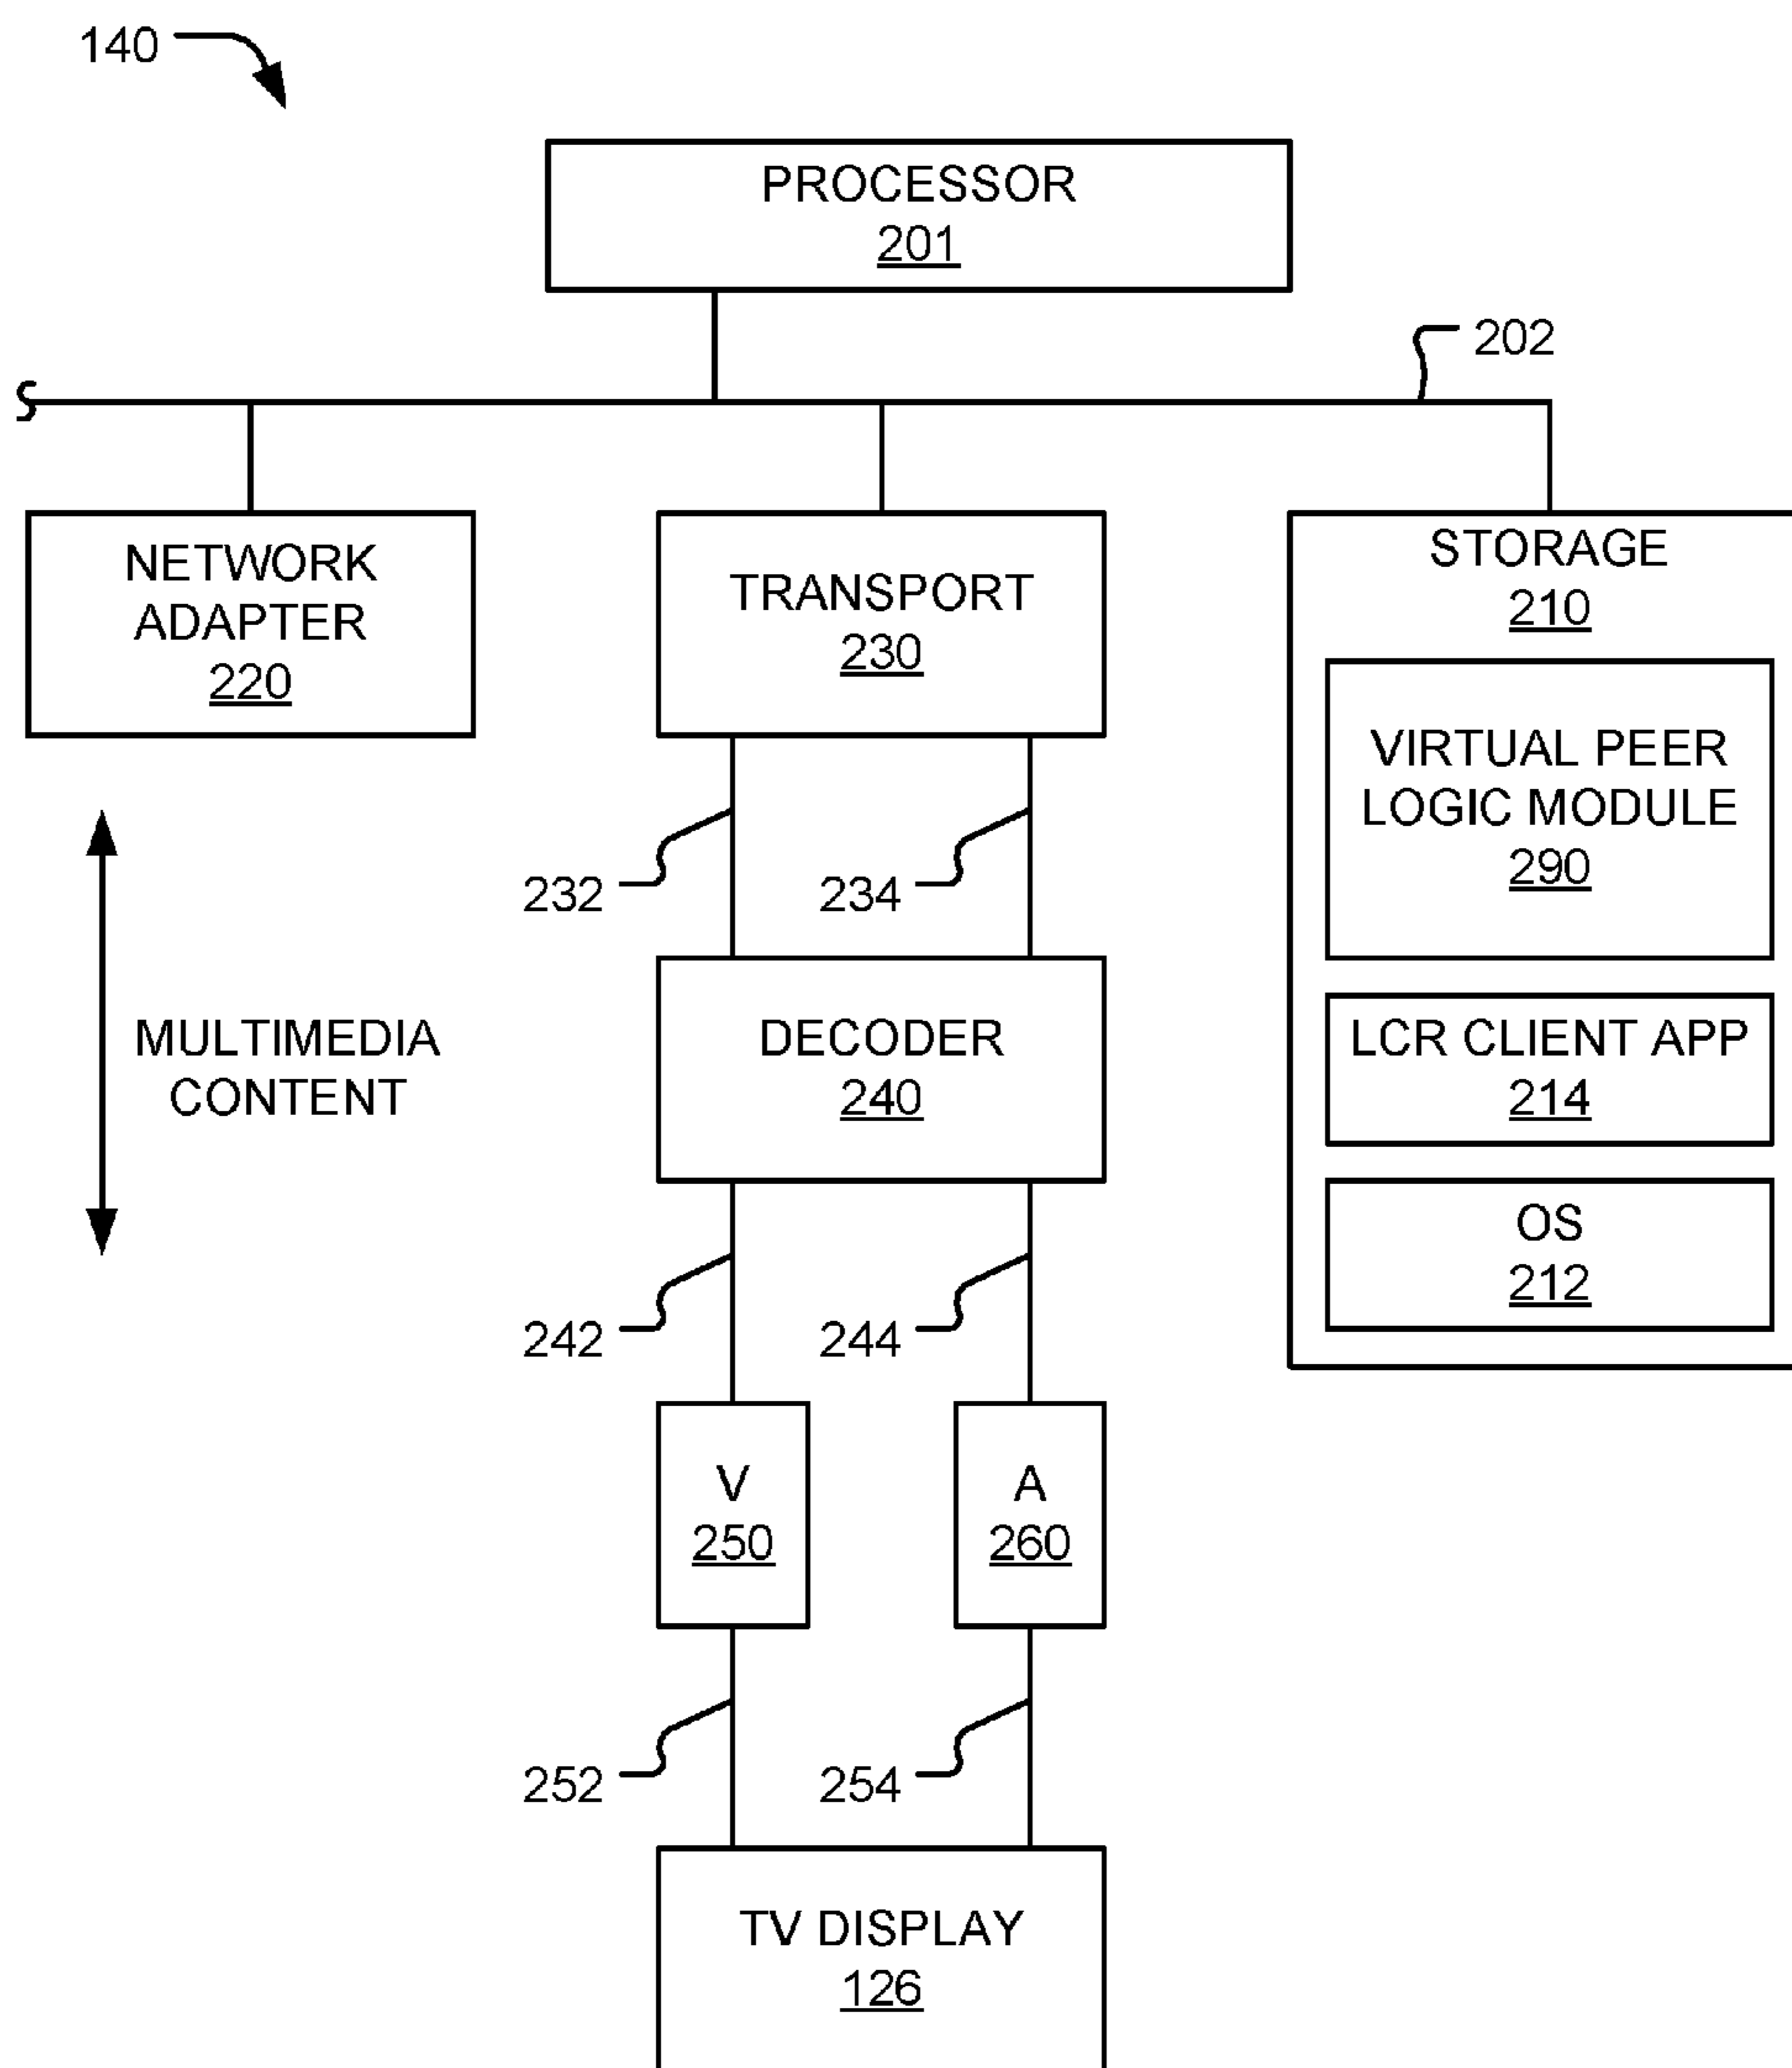 140
PROCESSOR
201
202
NETWORK
ADAPTER
220
TRANSPORT
230
STORAGE
210
VIRTUAL PEER
LOGIC MODULE
290
232
234
MULTIMEDIA
CONTENT
DECODER
240
LCR CLIENT APP
214
OS
212
242
244
V
250
A
260
252
254
TV DISPLAY
126